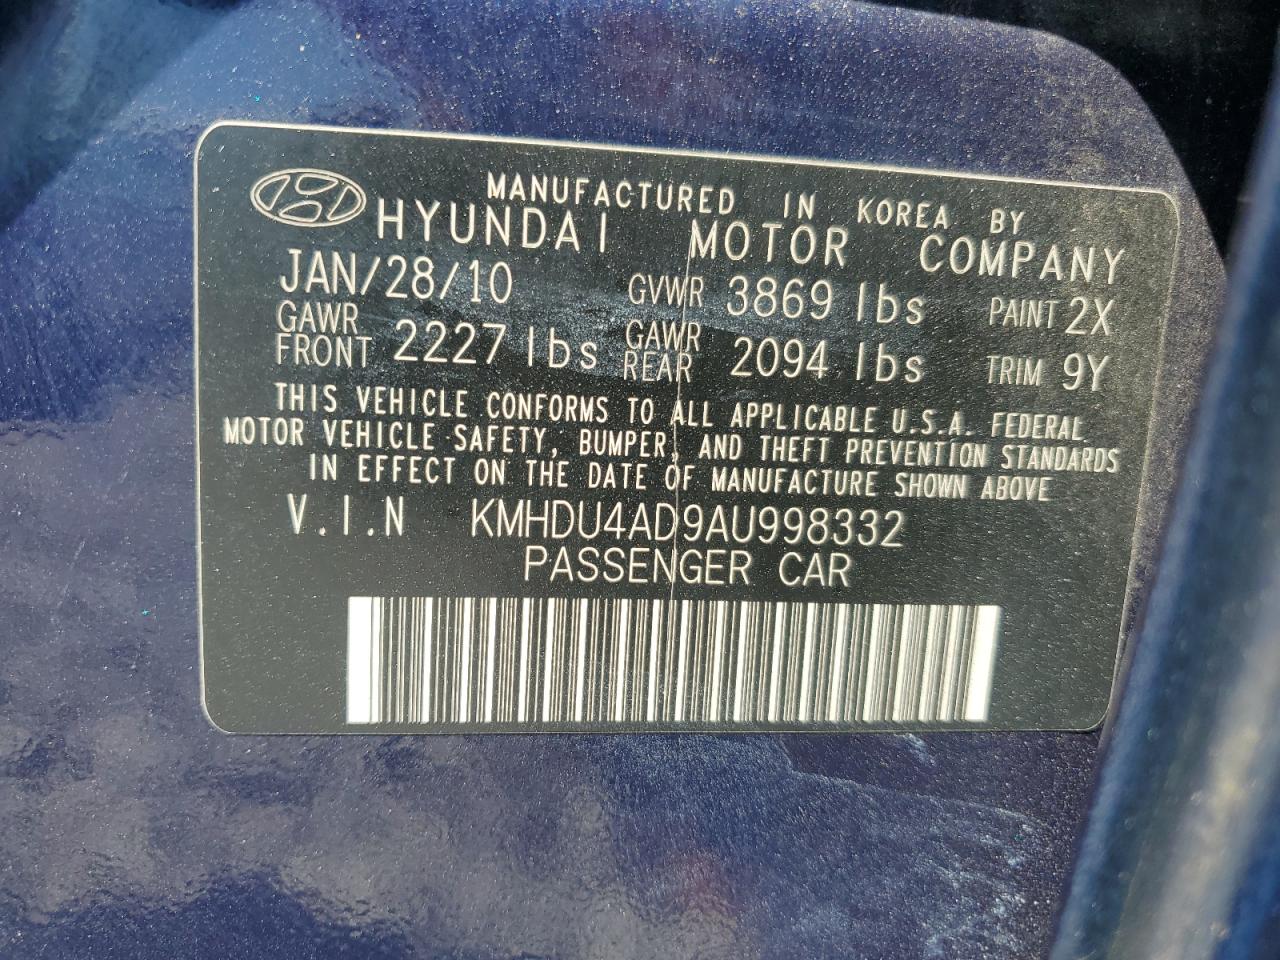 MANUFACTURED IN KOREA BY
HYUNDAI MOTOR COMPANY
JAN/28/10 GVWR 3869 lbs PAINT 2X
GAWR FRONT 2227 lbs GAWR REAR 2094 lbs TRIM 9Y
THIS VEHICLE CONFORMS TO ALL APPLICABLE U.S.A. FEDERAL
MOTOR VEHICLE SAFETY, BUMPER, AND THEFT PREVENTION STANDARDS
IN EFFECT ON THE DATE OF MANUFACTURE SHOWN ABOVE
V.I.N KMHDU4AD9AU998332
PASSENGER CAR